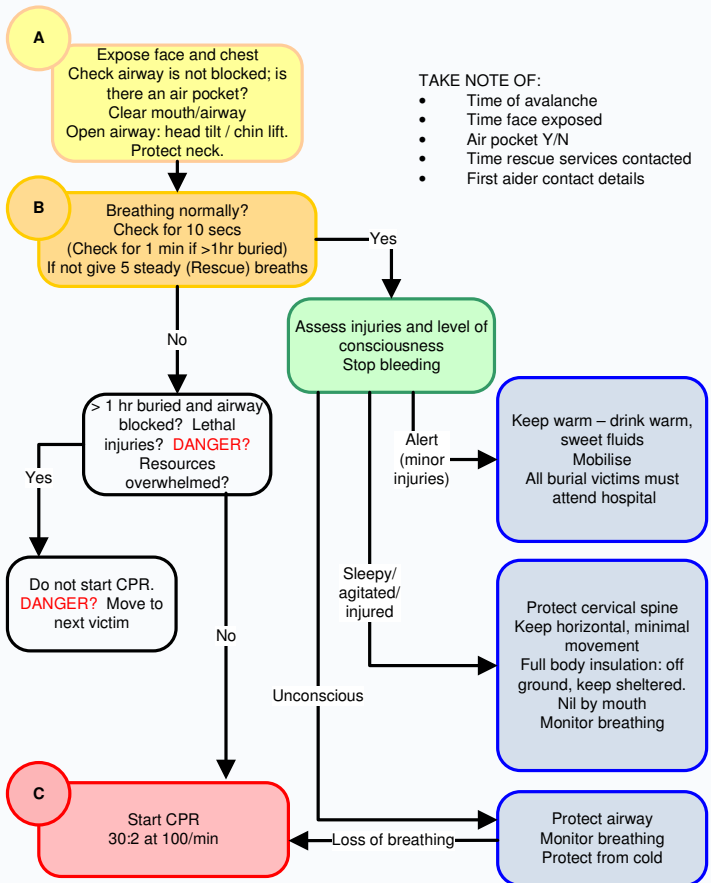 A
Expose face and chest
Check airway is not blocked; is
there an air pocket?
Clear mouth/airway
Open airway: head tilt / chin lift.
Protect neck.
TAKE NOTE OF:
• Time of avalanche
• Time face exposed
• Air pocket Y/N
• Time rescue services contacted
• First aider contact details
B
Breathing normally?
Check for 10 secs
(Check for 1 min if >1hr buried)
If not give 5 steady (Rescue) breaths
Yes
No
Assess injuries and level of
consciousness
Stop bleeding
> 1 hr buried and airway
blocked? Lethal
injuries? DANGER?
Resources
overwhelmed?
Yes
Do not start CPR.
DANGER? Move to
next victim
No
Alert
(minor
injuries)
Keep warm – drink warm,
sweet fluids
Mobilise
All burial victims must
attend hospital
Sleepy/
agitated/
injured
Protect cervical spine
Keep horizontal, minimal
movement
Full body insulation: off
ground, keep sheltered.
Nil by mouth
Monitor breathing
Unconscious
Protect airway
Monitor breathing
Protect from cold
Loss of breathing
C
Start CPR
30:2 at 100/min